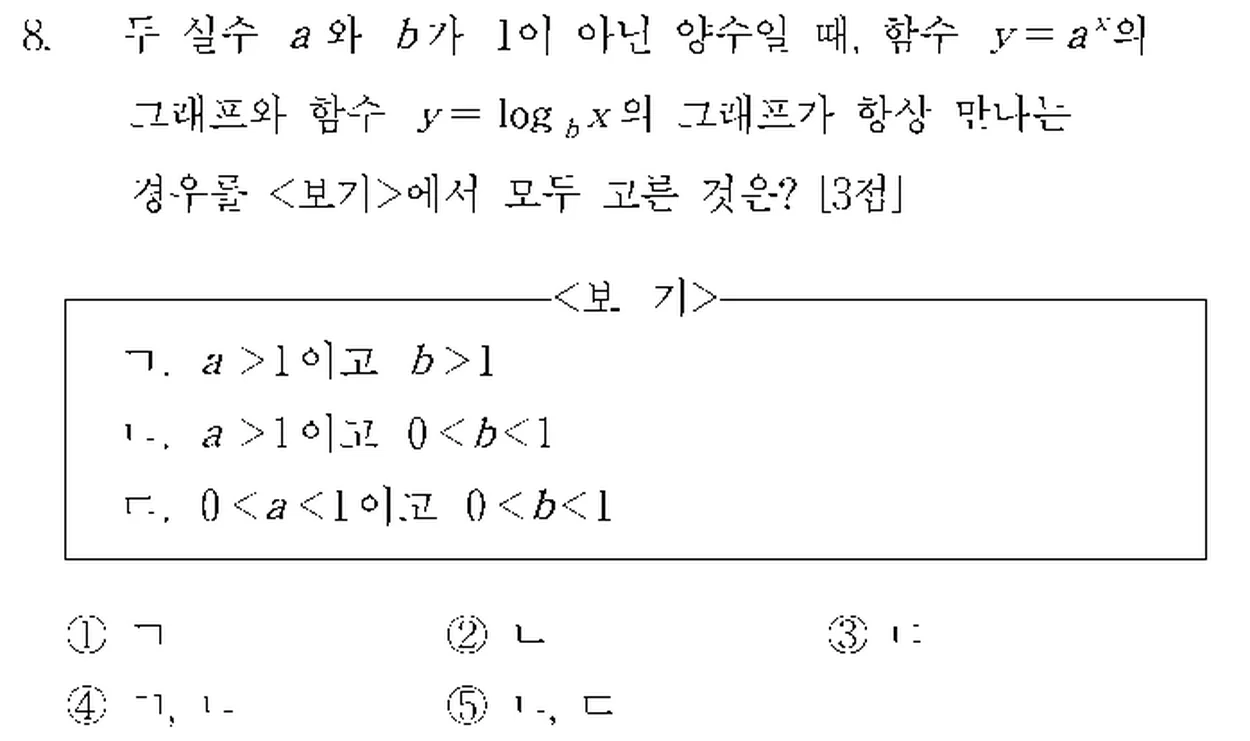 8. 두 실수 a 와 b가 1이 아닌 양수일 때, 함수 y = a^x의
그래프와 함수 y = log_b x의 그래프가 항상 만나는
경우를 <보기>에서 모두 고른 것은? [3점]
<보 기>
ㄱ. a > 1이고 b > 1
ㄴ. a > 1이고 0 < b < 1
ㄷ. 0 < a < 1이고 0 < b < 1
① ㄱ ② ㄴ ③ ㄷ
④ ㄱ, ㄴ ⑤ ㄴ, ㄷ